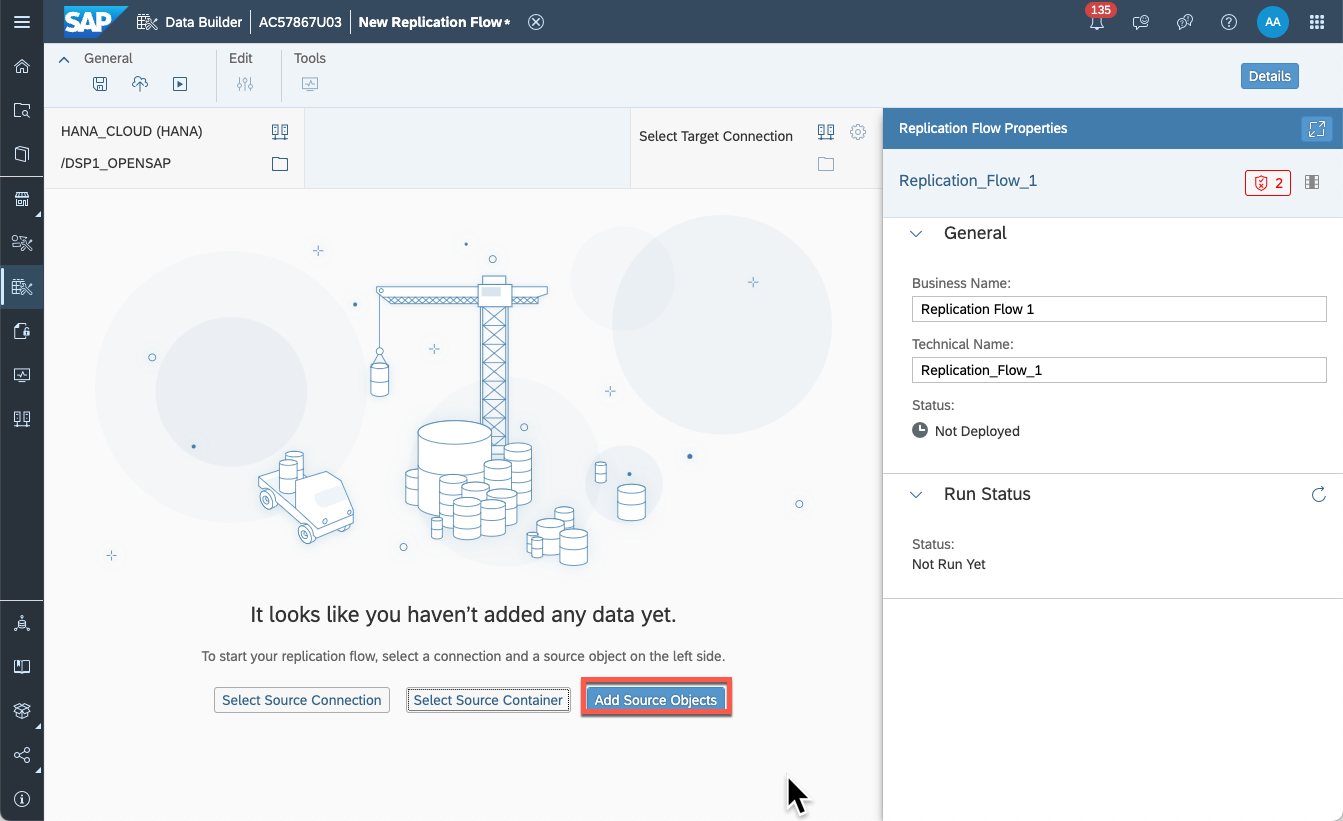 SAP Data Builder AC57867U03 New Replication Flow* 135 AA
General Edit Tools
Details
HANA_CLOUD (HANA)
/DSP1_OPENSAP
Select Target Connection
Replication Flow Properties
Replication_Flow_1 2
General
Business Name:
Replication Flow 1
Technical Name:
Replication_Flow_1
Status:
Not Deployed
Run Status
Status:
Not Run Yet
It looks like you haven’t added any data yet.
To start your replication flow, select a connection and a source object on the left side.
Select Source Connection Select Source Container Add Source Objects